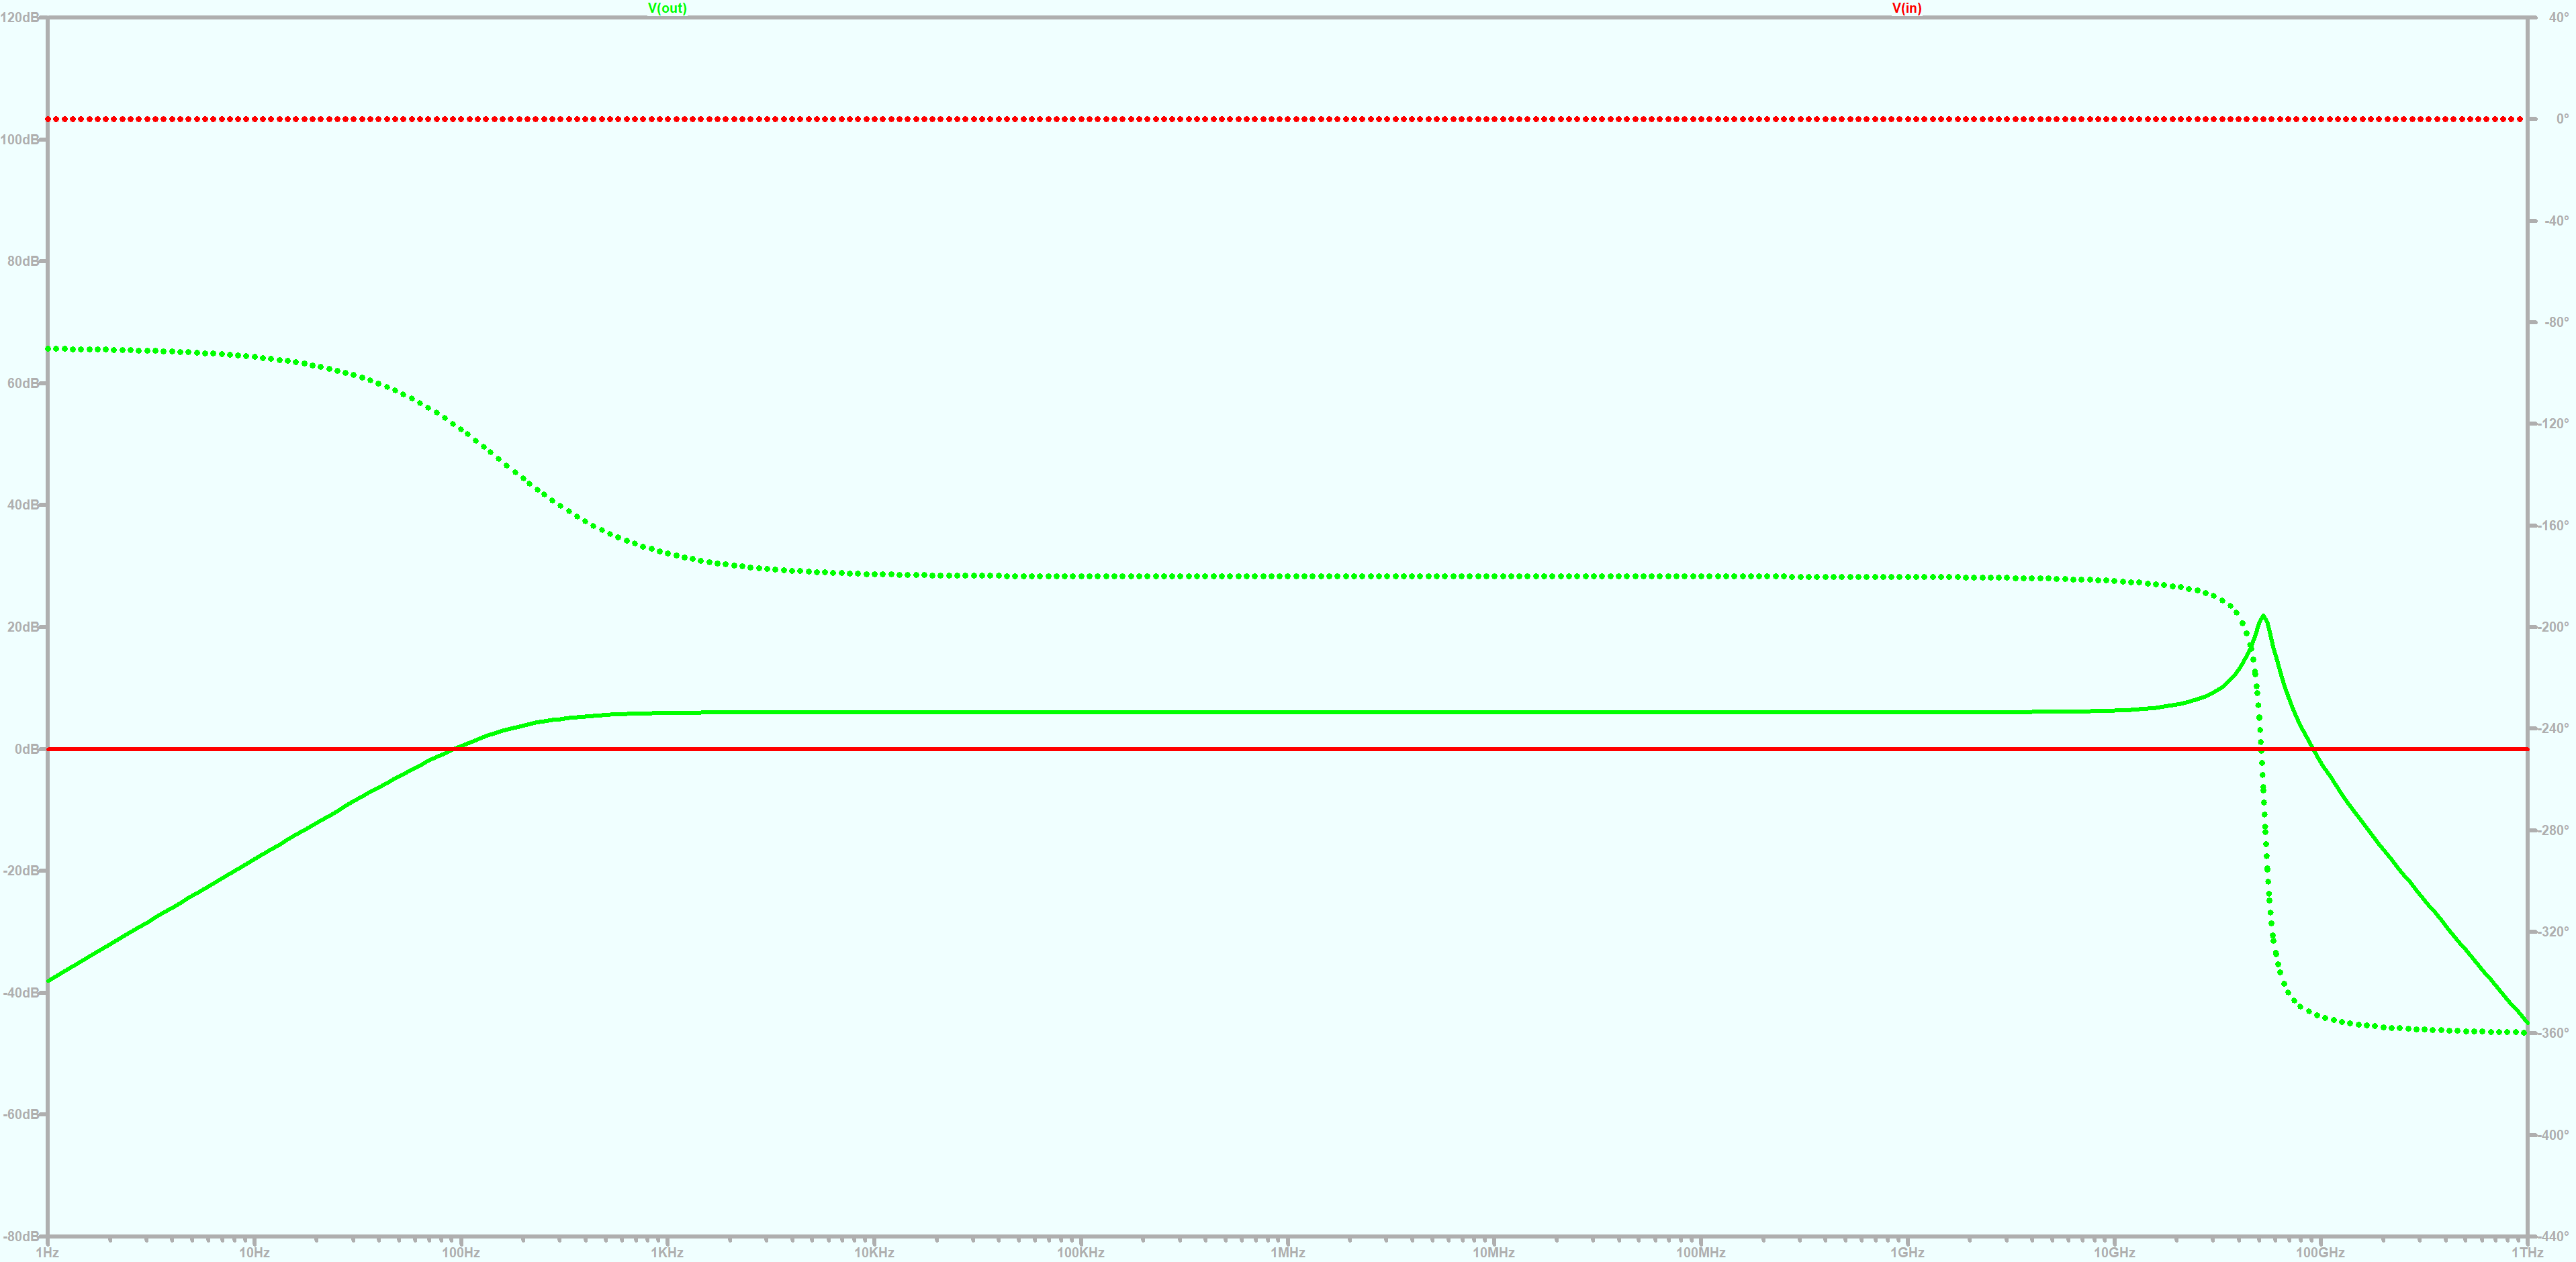 V(out) V(in)
120dB 40°
100dB 0°
80dB -40°
60dB -80°
40dB -120°
20dB -160°
0dB -200°
-20dB -240°
-40dB -280°
-60dB -320°
-80dB -360°
-400°
-440°
1Hz 10Hz 100Hz 1KHz 10KHz 100KHz 1MHz 10MHz 100MHz 1GHz 10GHz 100GHz 1THz